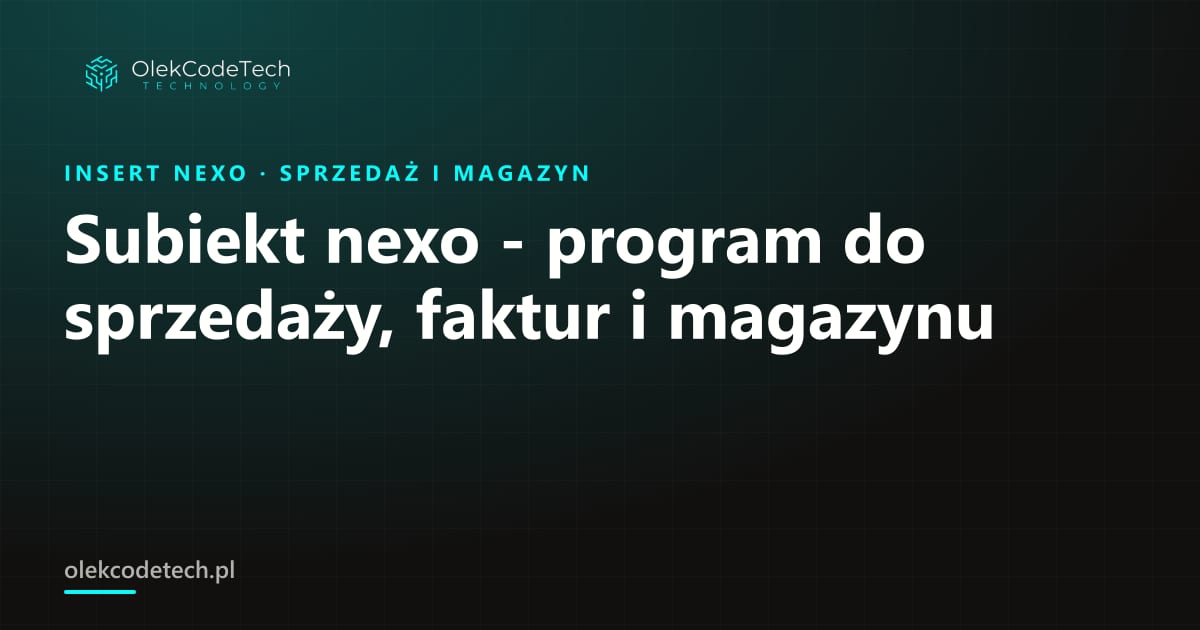 OlekCodeTech
TECHNOLOGY
INSERT NEXO · SPRZEDAŻ I MAGAZYN
Subiekt nexo - program do
sprzedaży, faktur i magazynu
olekcodetech.pl